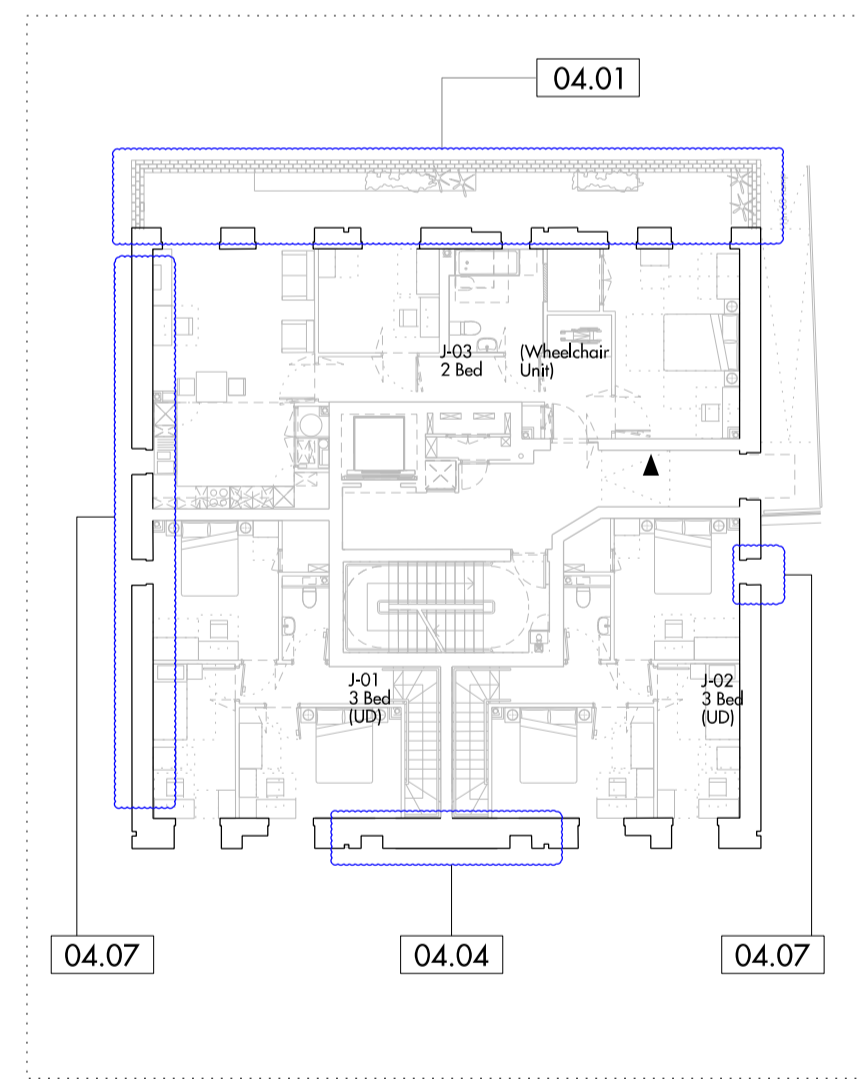 04.01
J-03 (Wheelchair
2 Bed Unit)
J-01
3 Bed
(UD)
J-02
3 Bed
(UD)
04.07
04.04
04.07